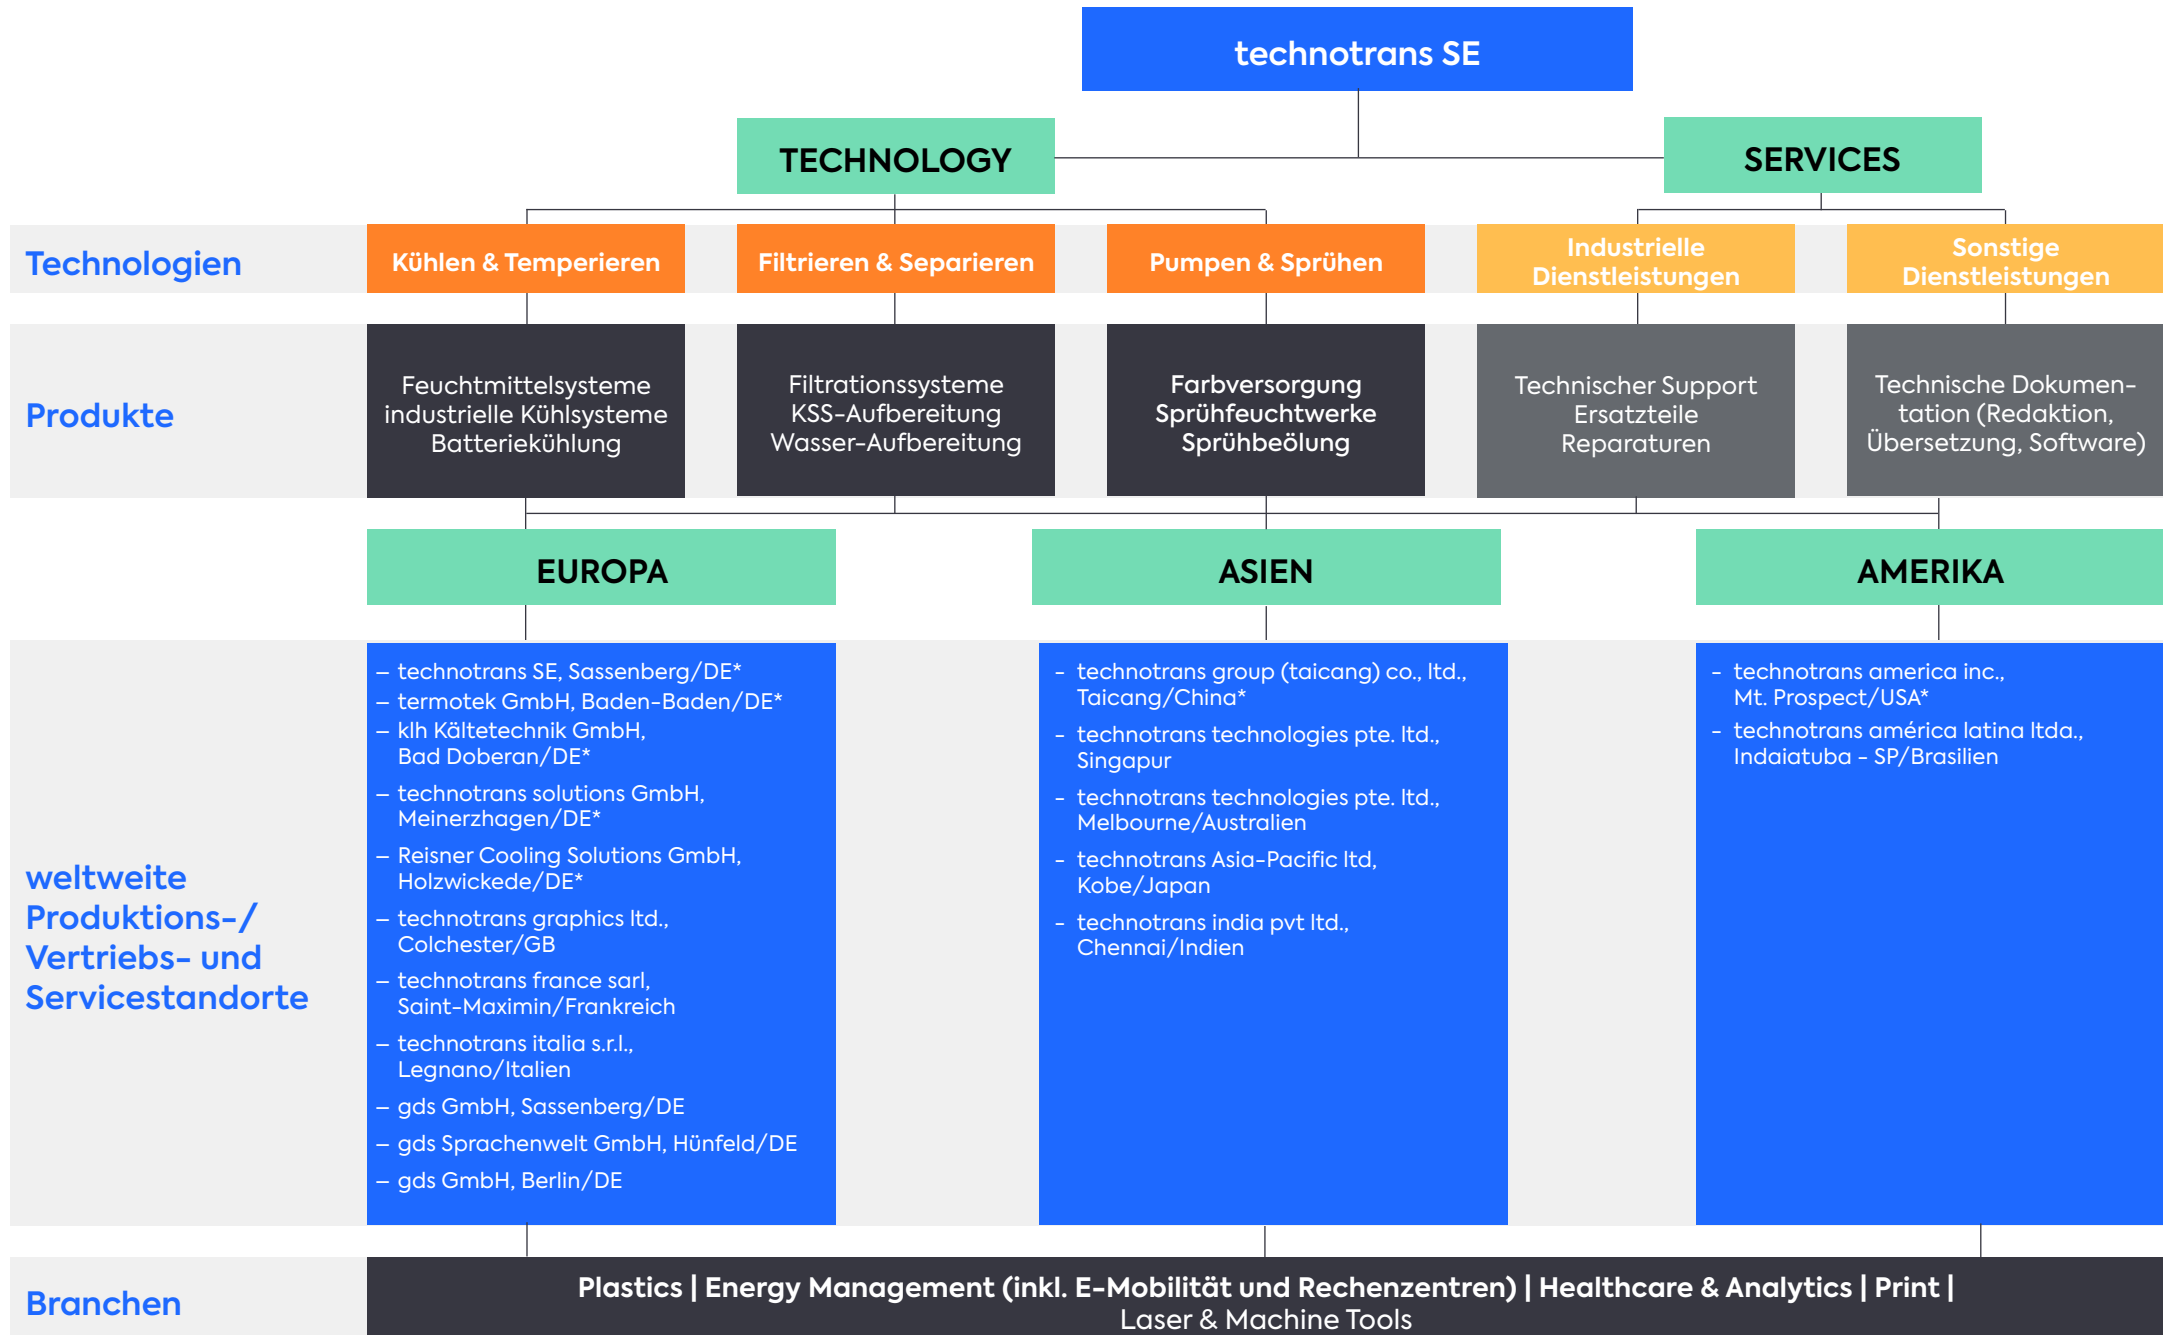 technotrans SE
TECHNOLOGY
SERVICES
Technologien
Kühlen & Temperieren
Filtrieren & Separieren
Pumpen & Sprühen
Industrielle
Dienstleistungen
Sonstige
Dienstleistungen
Produkte
Feuchtmittelsysteme
industrielle Kühlsysteme
Batteriekühlung
Filtrationssysteme
KSS-Aufbereitung
Wasser-Aufbereitung
Farbversorgung
Sprühfeuchtwerke
Sprühbeölung
Technischer Support
Ersatzteile
Reparaturen
Technische Dokumen-
tation (Redaktion,
Übersetzung, Software)
EUROPA
ASIEN
AMERIKA
weltweite
Produktions-/
Vertriebs- und
Servicestandorte
– technotrans SE, Sassenberg/DE*
– termotek GmbH, Baden-Baden/DE*
– klh Kältetechnik GmbH,
Bad Doberan/DE*
– technotrans solutions GmbH,
Meinerzhagen/DE*
– Reisner Cooling Solutions GmbH,
Holzwickede/DE*
– technotrans graphics ltd.,
Colchester/GB
– technotrans france sarl,
Saint-Maximin/Frankreich
– technotrans italia s.r.l.,
Legnano/Italien
– gds GmbH, Sassenberg/DE
– gds Sprachenwelt GmbH, Hünfeld/DE
– gds GmbH, Berlin/DE
- technotrans group (taicang) co., ltd.,
Taicang/China*
- technotrans technologies pte. ltd.,
Singapur
- technotrans technologies pte. ltd.,
Melbourne/Australien
- technotrans Asia-Pacific ltd,
Kobe/Japan
- technotrans india pvt ltd.,
Chennai/Indien
- technotrans america inc.,
Mt. Prospect/USA*
- technotrans américa latina ltda.,
Indaiatuba - SP/Brasilien
Branchen
Plastics | Energy Management (inkl. E-Mobilität und Rechenzentren) | Healthcare & Analytics | Print |
Laser & Machine Tools